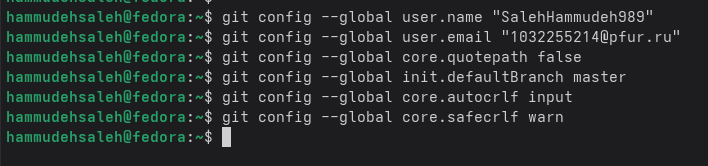 hammudehsaleh@fedora:~$ git config --global user.name "SalehHammudeh989"
hammudehsaleh@fedora:~$ git config --global user.email "1032255214@pfur.ru"
hammudehsaleh@fedora:~$ git config --global core.quotepath false
hammudehsaleh@fedora:~$ git config --global init.defaultBranch master
hammudehsaleh@fedora:~$ git config --global core.autocrlf input
hammudehsaleh@fedora:~$ git config --global core.safecrlf warn
hammudehsaleh@fedora:~$